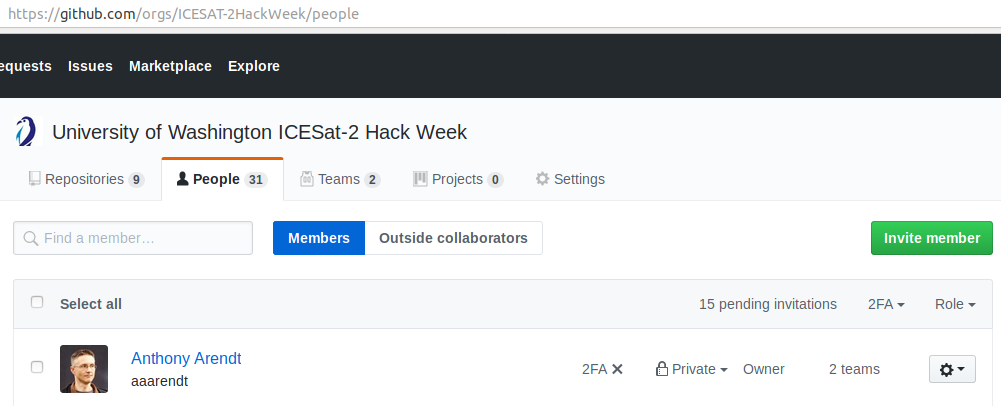 https://github.com/orgs/ICESAT-2HackWeek/people
equests Issues Marketplace Explore
University of Washington ICESat-2 Hack Week
Repositories 9 People 31 Teams 2 Projects 0 Settings
Find a member… Members Outside collaborators Invite member
Select all 15 pending invitations 2FA Role
Anthony Arendt
aaarendt
2FA Private Owner 2 teams